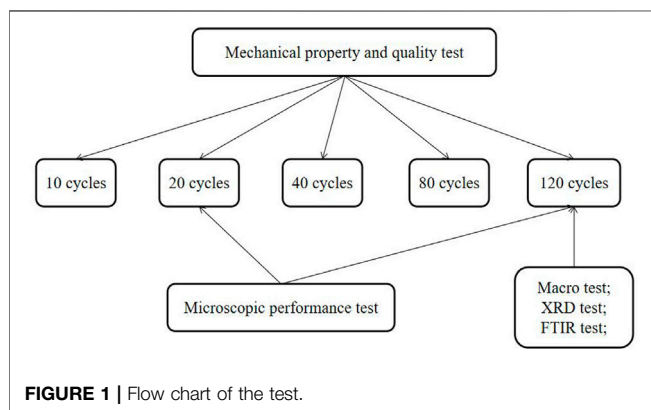 Mechanical property and quality test
10 cycles
20 cycles
40 cycles
80 cycles
120 cycles
Microscopic performance test
Macro test;
XRD test;
FTIR test;
FIGURE 1 | Flow chart of the test.